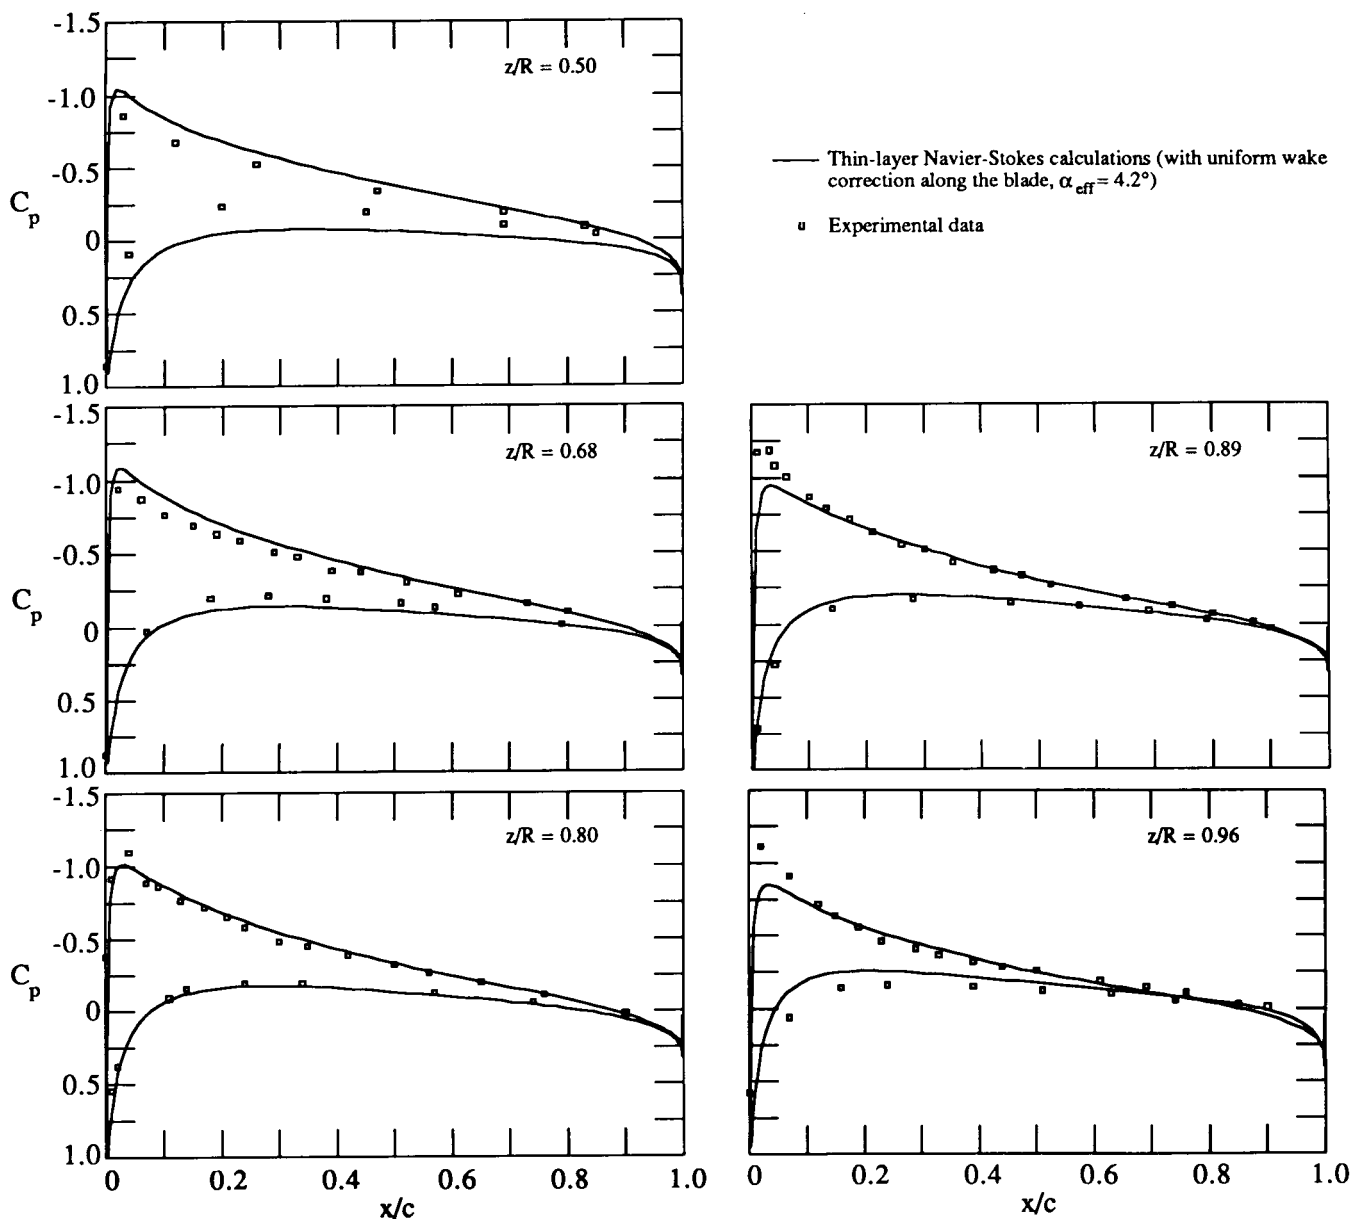 -1.5
-1.0
-0.5
0
0.5
1.0
C_p
z/R = 0.50
Thin-layer Navier-Stokes calculations (with uniform wake
correction along the blade, α_eff = 4.2°)
Experimental data
-1.5
-1.0
-0.5
0
0.5
1.0
C_p
z/R = 0.68
z/R = 0.89
-1.5
-1.0
-0.5
0
0.5
1.0
C_p
z/R = 0.80
0 0.2 0.4 0.6 0.8 1.0
x/c
z/R = 0.96
0 0.2 0.4 0.6 0.8 1.0
x/c